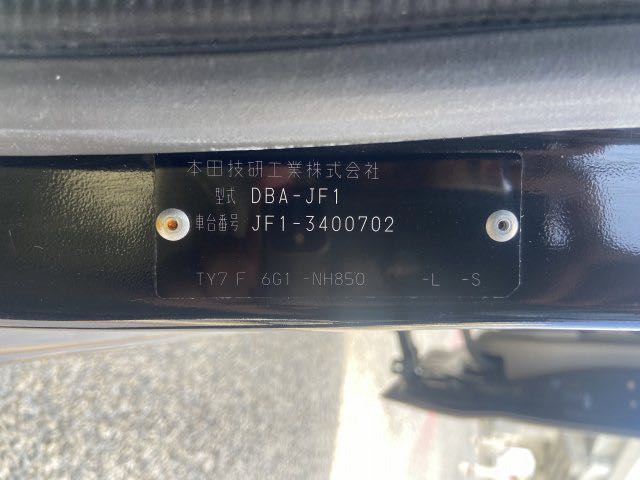 本田技研工業株式会社
型式 DBA-JF1
車台番号 JF1-3400702
TY7 F 6G1 -NH850 -L -S